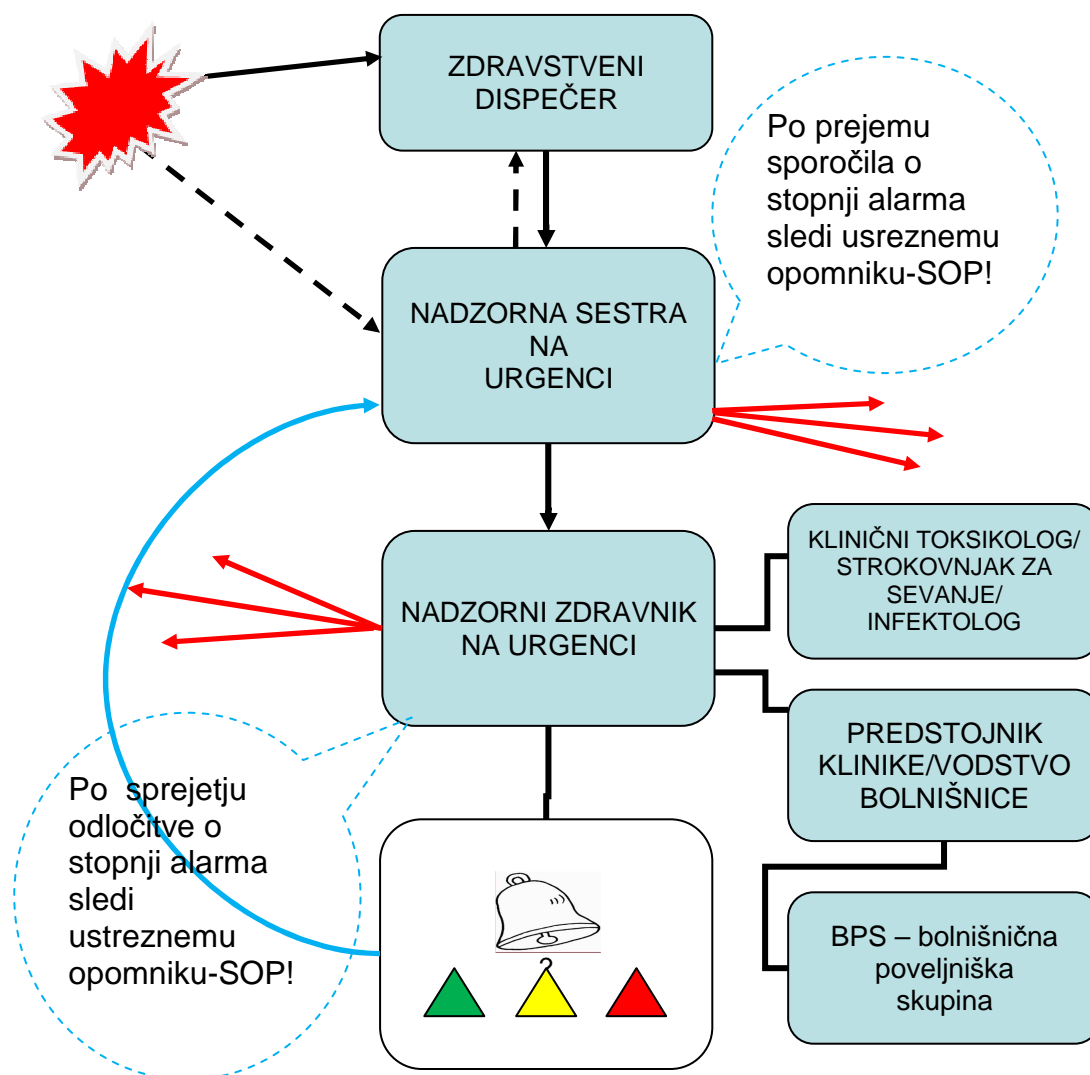 ZDRAVSTVENI
DISPEČER
Po prejemu
sporočila o
stopnji alarma
sledi usreznemu
opomniku-SOP!
NADZORNA SESTRA
NA
URGENCI
KLINIČNI TOKSIKOLOG/
STROKOVNJAK ZA
SEVANJE/
INFEKTOLOG
NADZORNI ZDRAVNIK
NA URGENCI
PREDSTOJNIK
KLINIKE/VODSTVO
BOLNIŠNICE
Po sprejetju
odločitve o
stopnji alarma
sledi
ustreznemu
opomniku-SOP!
?
BPS – bolnišnična
poveljniška
skupina